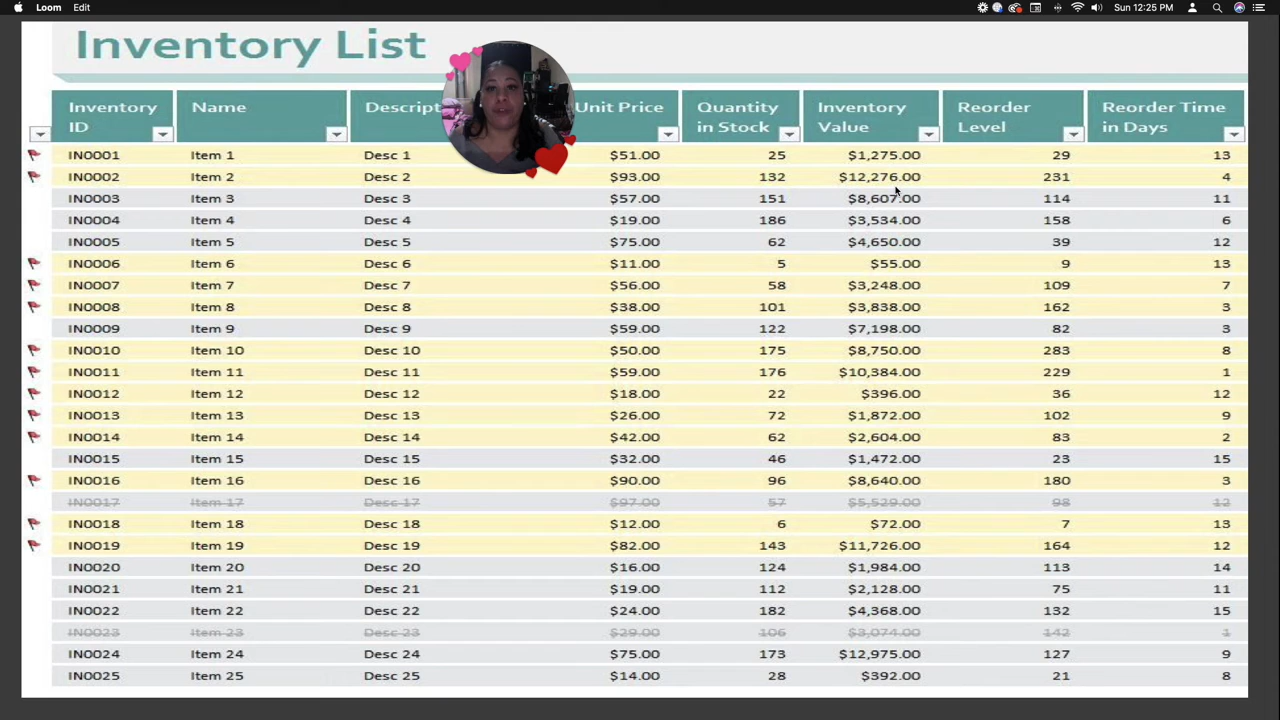 Loom Edit Sun 12:25 PM
Inventory List
Inventory ID Name Descript Unit Price Quantity in Stock Inventory Value Reorder Level Reorder Time in Days
IN0001 Item 1 Desc 1 $51.00 25 $1,275.00 29 13
IN0002 Item 2 Desc 2 $93.00 132 $12,276.00 231 4
IN0003 Item 3 Desc 3 $57.00 151 $8,607.00 114 11
IN0004 Item 4 Desc 4 $19.00 186 $3,534.00 158 6
IN0005 Item 5 Desc 5 $75.00 62 $4,650.00 39 12
IN0006 Item 6 Desc 6 $11.00 5 $55.00 9 13
IN0007 Item 7 Desc 7 $56.00 58 $3,248.00 109 7
IN0008 Item 8 Desc 8 $38.00 101 $3,838.00 162 3
IN0009 Item 9 Desc 9 $59.00 122 $7,198.00 82 3
IN0010 Item 10 Desc 10 $50.00 175 $8,750.00 283 8
IN0011 Item 11 Desc 11 $59.00 176 $10,384.00 229 1
IN0012 Item 12 Desc 12 $18.00 22 $396.00 36 12
IN0013 Item 13 Desc 13 $26.00 72 $1,872.00 102 9
IN0014 Item 14 Desc 14 $42.00 62 $2,604.00 83 2
IN0015 Item 15 Desc 15 $32.00 46 $1,472.00 23 15
IN0016 Item 16 Desc 16 $90.00 96 $8,640.00 180 3
IN0017 Item 17 Desc 17 $97.00 57 $5,529.00 98 12
IN0018 Item 18 Desc 18 $12.00 6 $72.00 7 13
IN0019 Item 19 Desc 19 $82.00 143 $11,726.00 164 12
IN0020 Item 20 Desc 20 $16.00 124 $1,984.00 113 14
IN0021 Item 21 Desc 21 $19.00 112 $2,128.00 75 11
IN0022 Item 22 Desc 22 $24.00 182 $4,368.00 132 15
IN0023 Item 23 Desc 23 $29.00 106 $3,074.00 142 1
IN0024 Item 24 Desc 24 $75.00 173 $12,975.00 127 9
IN0025 Item 25 Desc 25 $14.00 28 $392.00 21 8